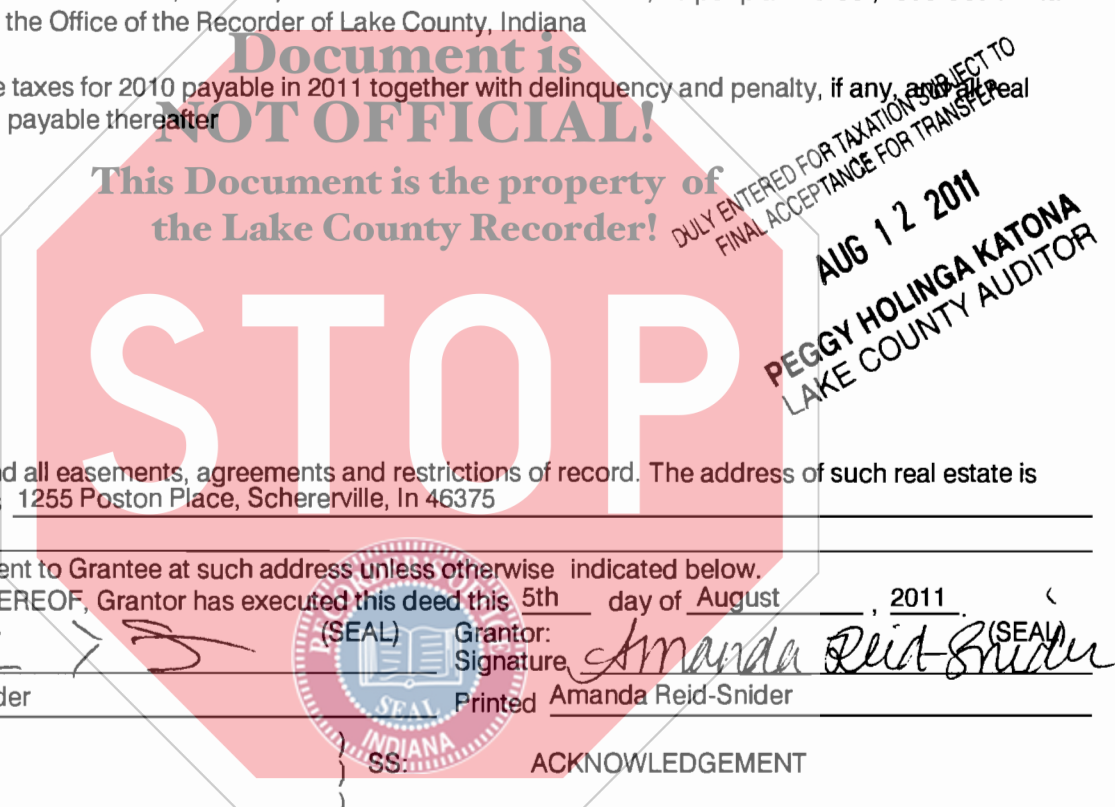 the Office of the Recorder of Lake County, Indiana
Document is
NOT OFFICIAL!
This Document is the property of
the Lake County Recorder!
STOP
taxes for 2010 payable in 2011 together with delinquency and penalty, if any, and all real
payable thereafter
DULY ENTERED FOR TAXATION SUBJECT TO
FINAL ACCEPTANCE FOR TRANSFER
AUG 12 2011
PEGGY HOLINGA KATONA
LAKE COUNTY AUDITOR
all easements, agreements and restrictions of record. The address of such real estate is
1255 Poston Place, Schererville, In 46375
to Grantee at such address unless otherwise indicated below.
Grantor has executed this deed this 5th day of August, 2011.
(SEAL) Grantor: (SEAL)
Signature Amanda Reid-Snider
Printed Amanda Reid-Snider
RECORDER'S OFFICE
SEAL
INDIANA
) SS: ACKNOWLEDGEMENT
)
)